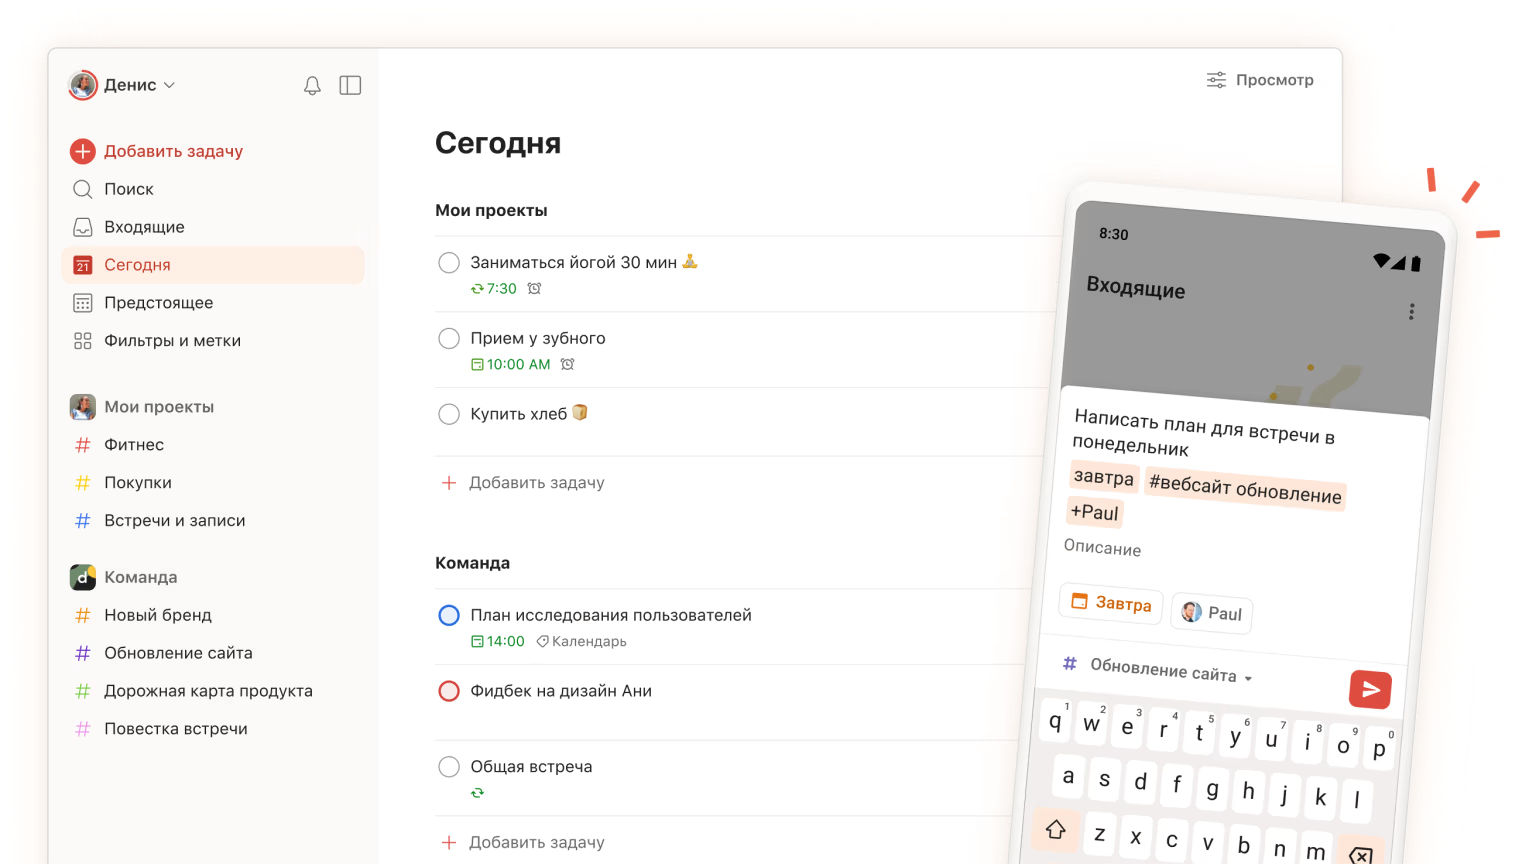 Денис
Добавить задачу
Поиск
Входящие
21
Сегодня
Предстоящее
Фильтры и метки
Мои проекты
# Фитнес
# Покупки
# Встречи и записи
d
Команда
# Новый бренд
# Обновление сайта
# Дорожная карта продукта
# Повестка встречи
Просмотр
Сегодня
Мои проекты
Заниматься йогой 30 мин
7:30
Прием у зубного
10:00 AM
Купить хлеб
+ Добавить задачу
Команда
План исследования пользователей
14:00 Календарь
Фидбек на дизайн Ани
Общая встреча
+ Добавить задачу
8:30
Входящие
Написать план для встречи в
понедельник
завтра #вебсайт обновление
+Paul
Описание
Завтра Paul
# Обновление сайта
q 1 w 2 e 3 r 4 t 5 y 6 u 7 i 8 o 9 p 0
a s d f g h j k l
z x c v b n m